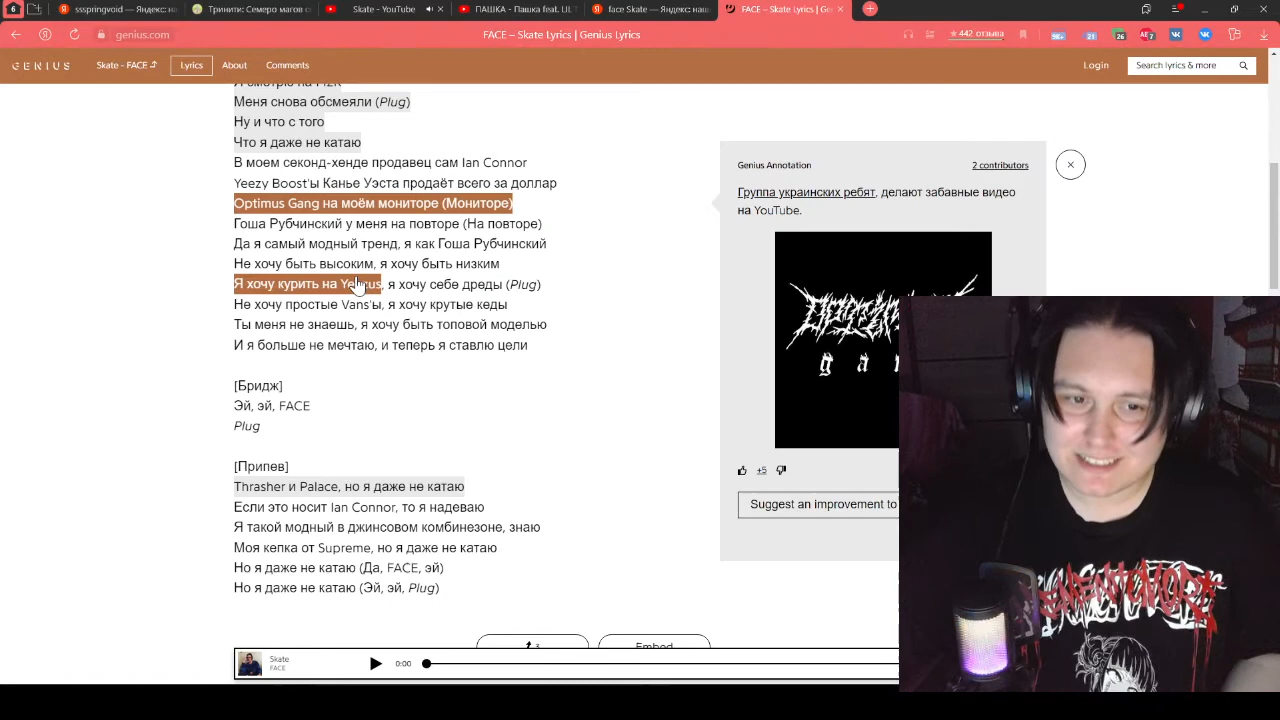 6
ssspringvoid — Яндекс: н
Тринити: Семеро магов с
Skate - YouTube
ПАШКА - Пашка feat. LIL T
face Skate — Яндекс: наш
FACE – Skate Lyrics | Ge
genius.com
FACE – Skate Lyrics | Genius Lyrics
442 отзыва
21
26
7
GENIUS
Skate - FACE
Lyrics
About
Comments
Login
Search lyrics & more
Меня снова обсмеяли (Plug)
Ну и что с того
Что я даже не катаю
В моем секонд-хенде продавец сам Ian Connor
Yeezy Boost'ы Канье Уэста продаёт всего за доллар
Optimus Gang на моём мониторе (Мониторе)
Гоша Рубчинский у меня на повторе (На повторе)
Да я самый модный тренд, я как Гоша Рубчинский
Не хочу быть высоким, я хочу быть низким
Я хочу курить на, я хочу себе дреды (Plug)
Не хочу простые Vans'ы, я хочу крутые кеды
Ты меня не знаешь, я хочу быть топовой моделью
И я больше не мечтаю, и теперь я ставлю цели
[Бридж]
Эй, эй, FACE
Plug
[Припев]
Thrasher и Palace, но я даже не катаю
Если это носит Ian Connor, то я надеваю
Я такой модный в джинсовом комбинезоне, знаю
Моя кепка от Supreme, но я даже не катаю
Но я даже не катаю (Да, FACE, эй)
Но я даже не катаю (Эй, эй, Plug)
Genius Annotation
2 contributors
Группа украинских ребят, делают забавные видео
на YouTube.
+5
Suggest an improvement to
3
Embed
Skate
FACE
0:00